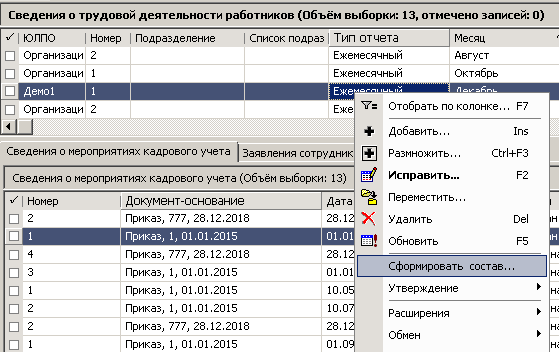 Сведения о трудовой деятельности работников (Объём выборки: 13, отмечено записей: 0)
✓ ЮЛПО Номер Подразделение Список подраз Тип отчета Месяц
Организаци 2 Ежемесячный Август
Организаци 1 Ежемесячный Октябрь
Демо1 1 Ежемесячный Декабрь
Организаци 2 Ежемесячный
Отобрать по колонке... F7
Добавить... Ins
Размножить... Ctrl+F3
Исправить... F2
Переместить...
Удалить Del
Обновить F5
Сформировать состав...
Утверждение
Расширения
Обмен
Сведения о мероприятиях кадрового учета Заявления сотрудник
Сведения о мероприятиях кадрового учета (Объём выборки: 13)
✓ Номер Документ-основание Дата
2 Приказ, 777, 28.12.2018 28.12
1 Приказ, 1, 01.01.2015 01.01
4 Приказ, 777, 28.12.2018 28.12
3 Приказ, 1, 01.01.2015 01.01
1 Приказ, 1, 01.01.2015 10.05
2 Приказ, 1, 01.01.2015 10.07
2 Приказ, 777, 28.12.2018 28.12
1 Приказ, 1, 01.01.2015 01.09